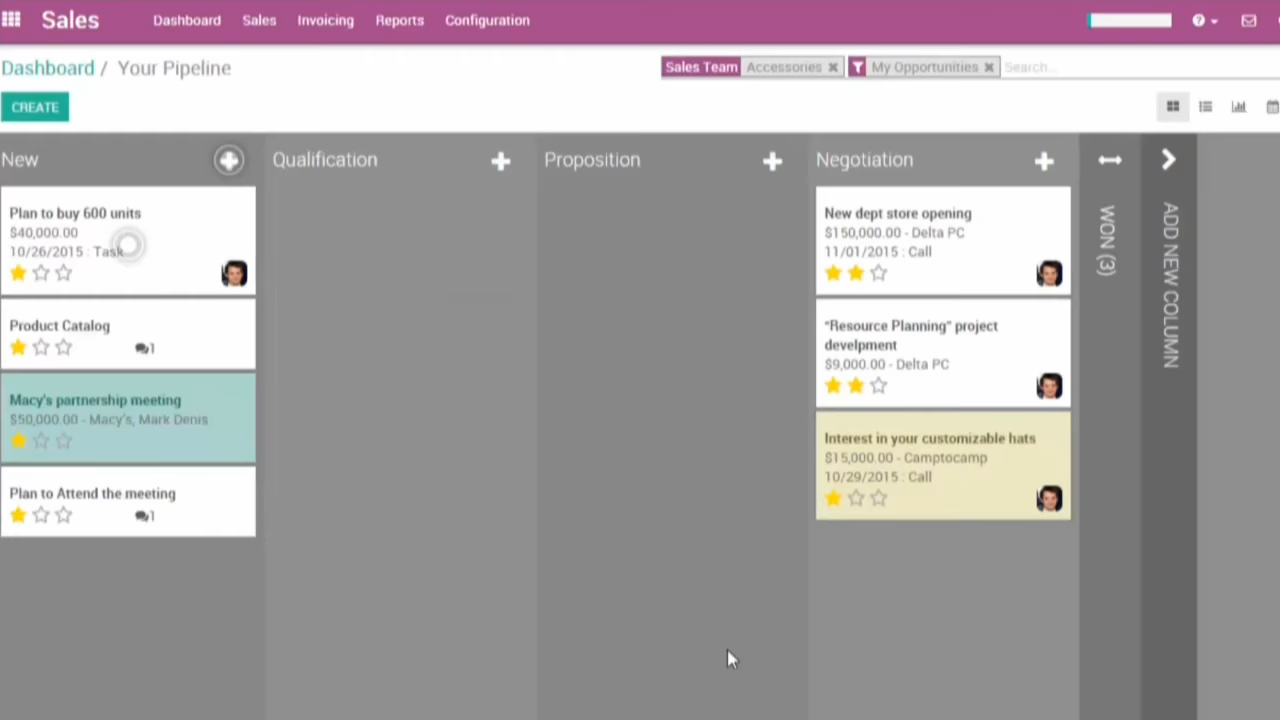 Sales
Dashboard
Sales
Invoicing
Reports
Configuration
Dashboard / Your Pipeline
Sales Team Accessories ✖
My Opportunities ✖
Search...
CREATE
New
Plan to buy 600 units
$40,000.00
10/26/2015 : Task
Product Catalog
1
Macy's partnership meeting
$50,000.00 - Macy's, Mark Denis
Plan to Attend the meeting
1
Qualification
Proposition
Negotiation
New dept store opening
$150,000.00 - Delta PC
11/01/2015 : Call
"Resource Planning" project
develpment
$9,000.00 - Delta PC
Interest in your customizable hats
$15,000.00 - Camptocamp
10/29/2015 : Call
WON (3)
ADD NEW COLUMN